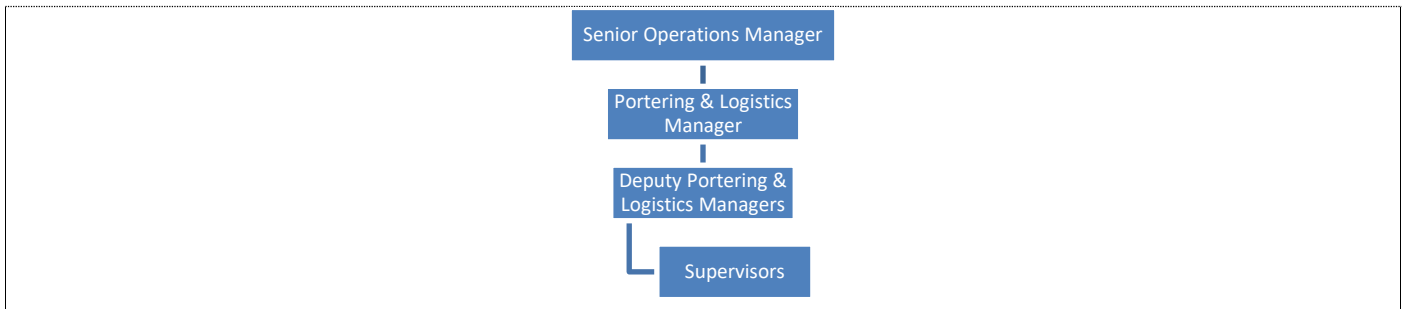 Senior Operations Manager
Portering & Logistics
Manager
Deputy Portering &
Logistics Managers
Supervisors